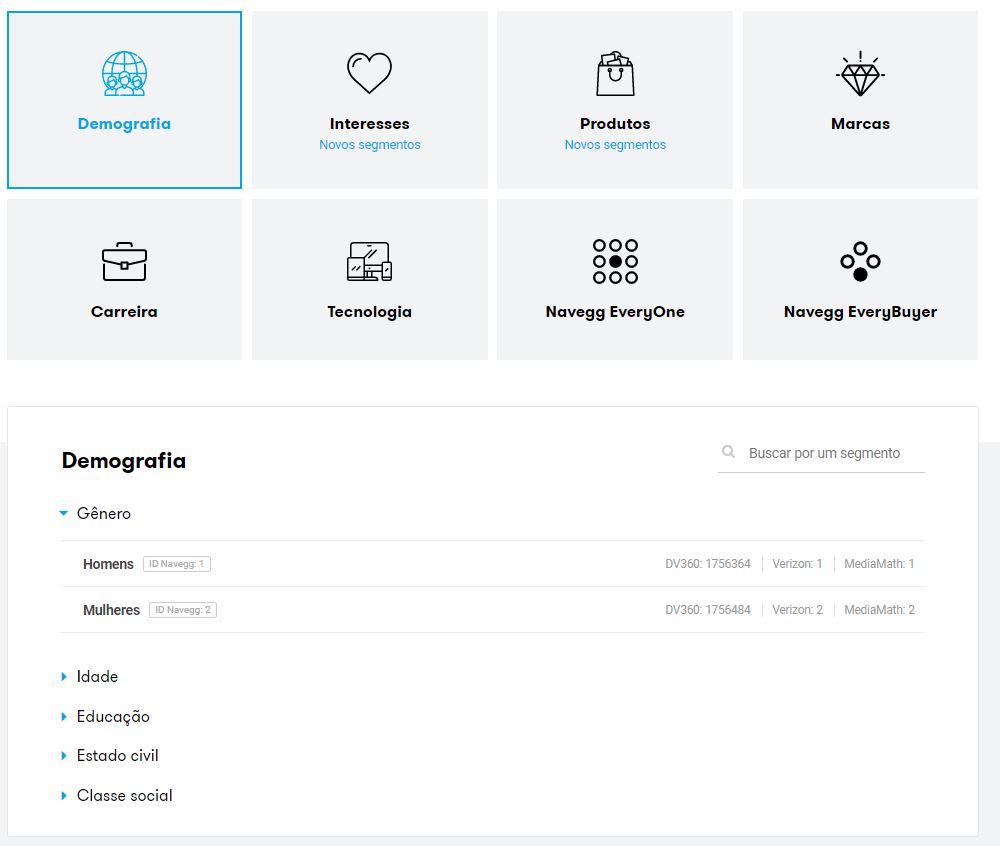 Demografia
Interesses
Novos segmentos
Produtos
Novos segmentos
Marcas
Carreira
Tecnologia
Navegg EveryOne
Navegg EveryBuyer
Demografia
Buscar por um segmento
Gênero
Homens ID Navegg: 1 DV360: 1756364 Verizon: 1 MediaMath: 1
Mulheres ID Navegg: 2 DV360: 1756484 Verizon: 2 MediaMath: 2
Idade
Educação
Estado civil
Classe social